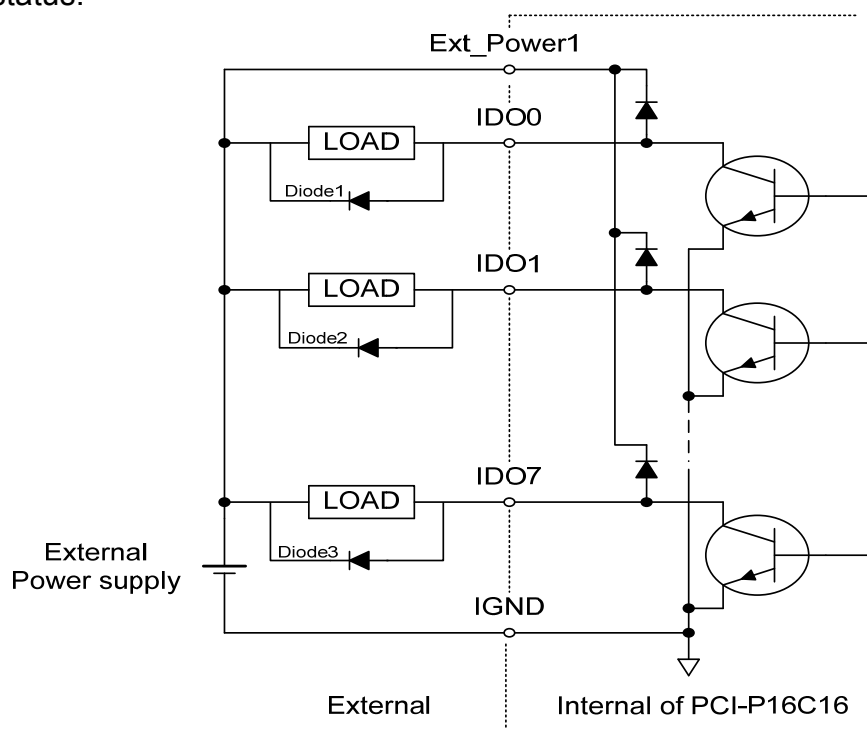 status.
Ext_Power1
IDO0
LOAD
Diode1
IDO1
LOAD
Diode2
IDO7
LOAD
Diode3
External
Power supply
IGND
External
Internal of PCI-P16C16